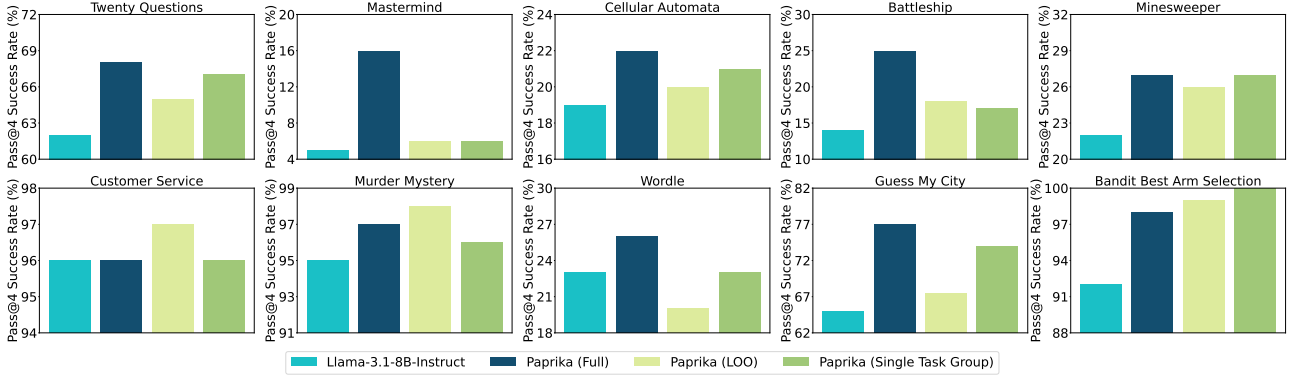 Twenty Questions
Pass@4 Success Rate (%)
72
69
66
63
60
Mastermind
Pass@4 Success Rate (%)
20
16
12
8
4
Cellular Automata
Pass@4 Success Rate (%)
24
22
20
18
16
Battleship
Pass@4 Success Rate (%)
30
25
20
15
10
Minesweeper
Pass@4 Success Rate (%)
32
29
26
23
20
Customer Service
Pass@4 Success Rate (%)
98
97
96
95
94
Murder Mystery
Pass@4 Success Rate (%)
99
97
95
93
91
Wordle
Pass@4 Success Rate (%)
30
27
24
21
18
Guess My City
Pass@4 Success Rate (%)
82
77
72
67
62
Bandit Best Arm Selection
Pass@4 Success Rate (%)
100
97
94
91
88
Llama-3.1-8B-Instruct
Paprika (Full)
Paprika (LOO)
Paprika (Single Task Group)